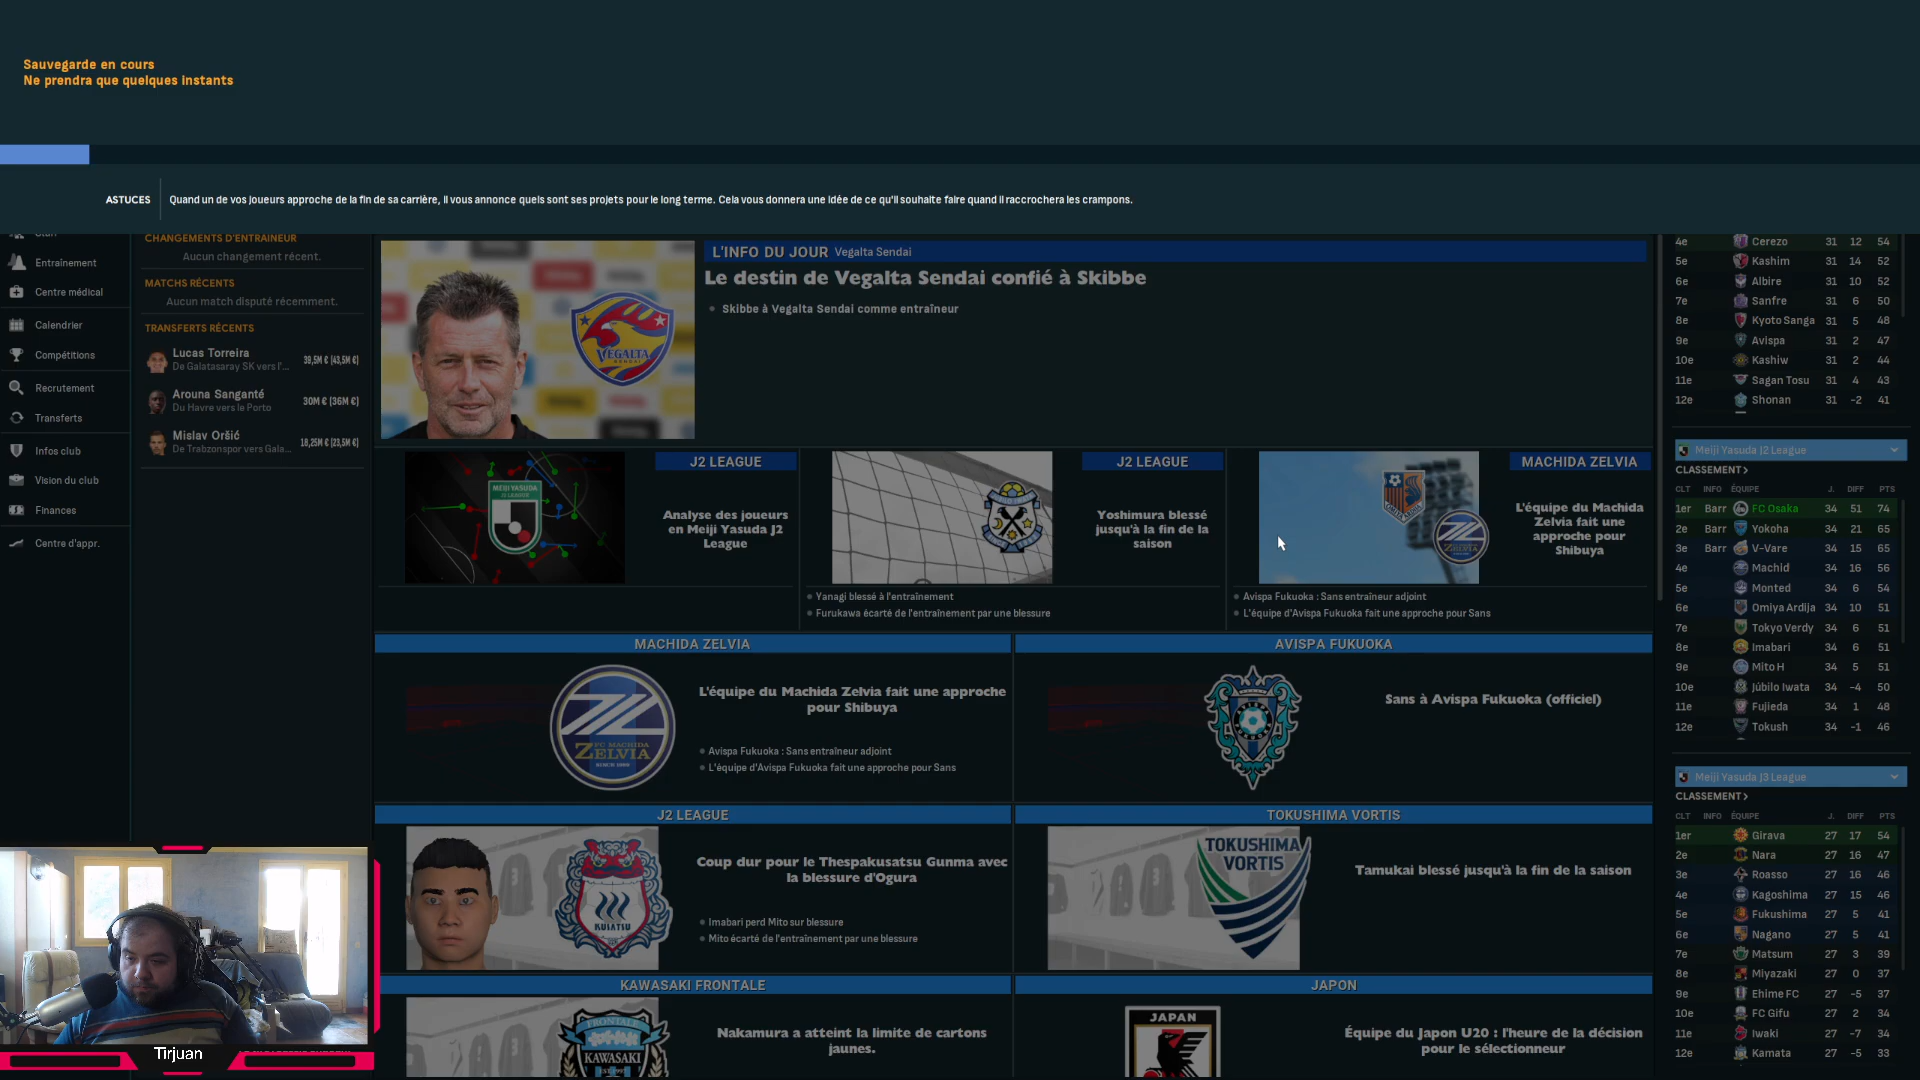 Sauvegarde en cours
Ne prendra que quelques instants
ASTUCES
Quand un de vos joueurs approche de la fin de sa carrière, il vous annonce quels sont ses projets pour le long terme. Cela vous donnera une idée de ce qu'il souhaite faire quand il raccrochera les crampons.
Entraînement
Centre médical
Calendrier
Compétitions
Recrutement
Transferts
Infos club
Vision du club
Finances
Centre d'appr.
CHANGEMENTS D'ENTRAÎNEUR
Aucun changement récent.
MATCHS RÉCENTS
Aucun match disputé récemment.
TRANSFERTS RÉCENTS
Lucas Torreira
De Galatasaray SK vers l'...
39,5M € (43,5M €)
Arouna Sanganté
Du Havre vers le Porto
30M € (36M €)
Mislav Oršić
De Trabzonspor vers Gala...
18,25M € (23,5M €)
L'INFO DU JOUR Vegalta Sendai
Le destin de Vegalta Sendai confié à Skibbe
Skibbe à Vegalta Sendai comme entraîneur
VEGALTA
SENDAI
J2 LEAGUE
Analyse des joueurs
en Meiji Yasuda J2
League
MEIJI YASUDA
J2 LEAGUE
Yoshimura blessé
jusqu'à la fin de la
saison
Yanagi blessé à l'entraînement
Furukawa écarté de l'entraînement par une blessure
MACHIDA ZELVIA
L'équipe du Machida
Zelvia fait une
approche pour
Shibuya
Avispa Fukuoka : Sans entraîneur adjoint
L'équipe d'Avispa Fukuoka fait une approche pour Sans
MACHIDA ZELVIA
L'équipe du Machida Zelvia fait une approche
pour Shibuya
Avispa Fukuoka : Sans entraîneur adjoint
L'équipe d'Avispa Fukuoka fait une approche pour Sans
FC MACHIDA
ZELVIA
AVISPA FUKUOKA
Sans à Avispa Fukuoka (officiel)
J2 LEAGUE
Coup dur pour le Thespakusatsu Gunma avec
la blessure d'Ogura
Imabari perd Mito sur blessure
Mito écarté de l'entraînement par une blessure
TOKUSHIMA VORTIS
TOKUSHIMA
VORTIS
Tamukai blessé jusqu'à la fin de la saison
KAWASAKI FRONTALE
FRONTALE
KAWASAKI
Nakamura a atteint la limite de cartons
jaunes.
JAPON
JAPAN
Équipe du Japon U20 : l'heure de la décision
pour le sélectionneur
4e Cerezo 31 12 54
5e Kashim 31 14 52
6e Albire 31 10 52
7e Sanfre 31 6 50
8e Kyoto Sanga 31 5 48
9e Avispa 31 2 47
10e Kashiw 31 2 44
11e Sagan Tosu 31 4 43
12e Shonan 31 -2 41
Meiji Yasuda J2 League
CLASSEMENT >
CLT INFO ÉQUIPE J. DIFF PTS
1er Barr FC Osaka 34 51 74
2e Barr Yokoha 34 21 65
3e Barr V-Vare 34 15 65
4e Machid 34 16 56
5e Monted 34 6 54
6e Omiya Ardija 34 10 51
7e Tokyo Verdy 34 6 51
8e Imabari 34 6 51
9e Mito H 34 5 51
10e Júbilo Iwata 34 -4 50
11e Fujieda 34 1 48
12e Tokush 34 -1 46
Meiji Yasuda J3 League
CLASSEMENT >
CLT INFO ÉQUIPE J. DIFF PTS
1er Girava 27 17 54
2e Nara 27 16 47
3e Roasso 27 16 46
4e Kagoshima 27 15 46
5e Fukushima 27 5 41
6e Nagano 27 5 41
7e Matsum 27 3 39
8e Miyazaki 27 0 37
9e Ehime FC 27 -5 37
10e FC Gifu 27 2 34
11e Iwaki 27 -7 34
12e Kamata 27 -5 33
Tirjuan